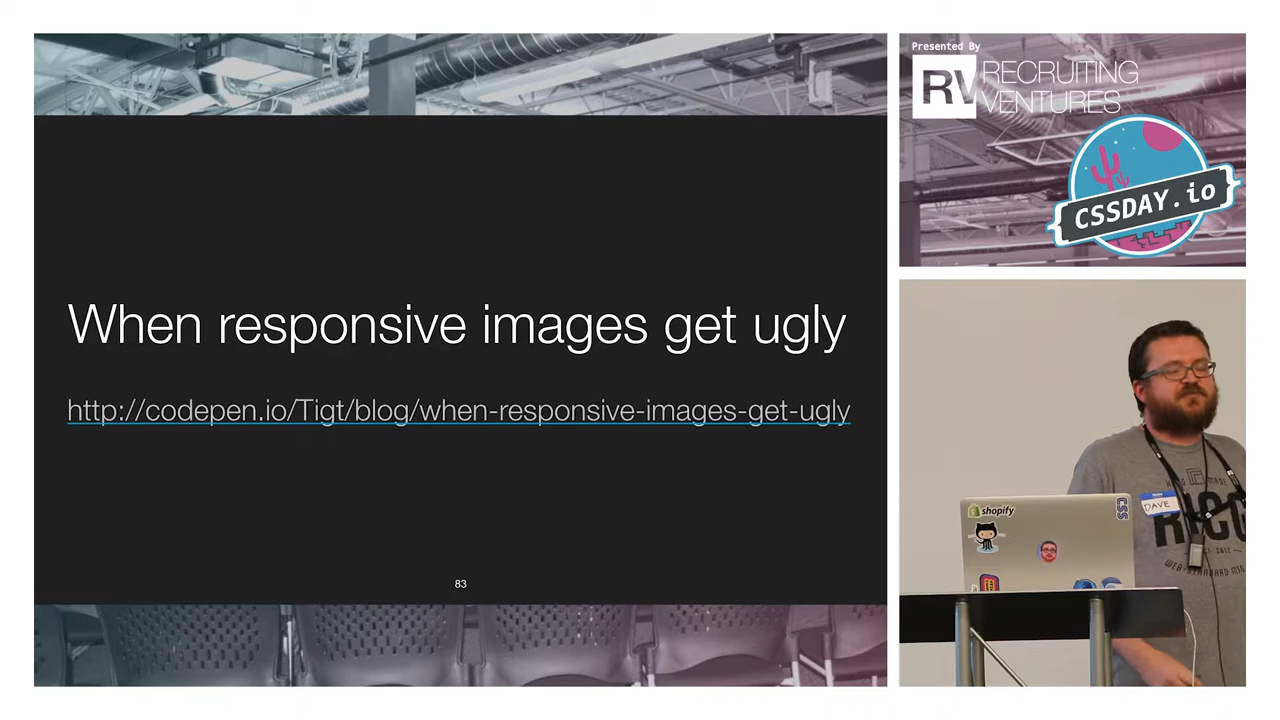 When responsive images get ugly
http://codepen.io/Tigt/blog/when-responsive-images-get-ugly
83
Presented By
RV RECRUITING
VENTURES
{CSSDAY.io}
shopify
CSS
DAVE